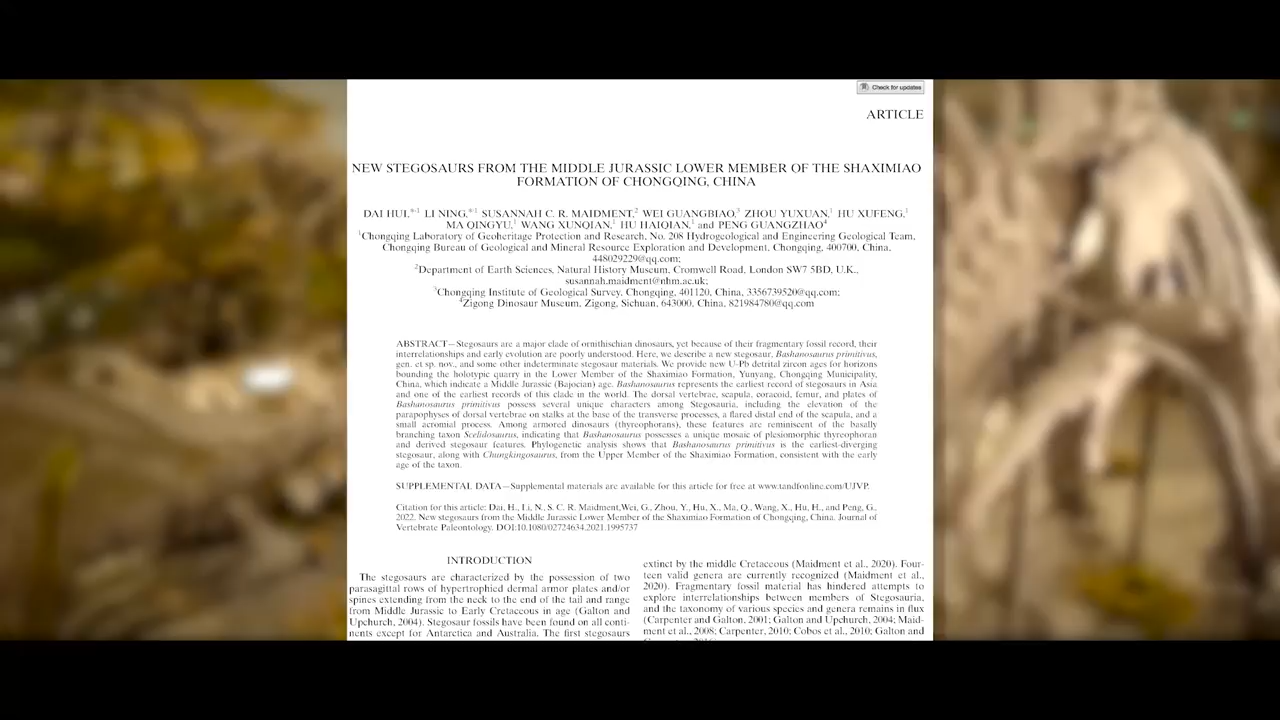 Check for updates
ARTICLE
NEW STEGOSAURS FROM THE MIDDLE JURASSIC LOWER MEMBER OF THE SHAXIMIAO
FORMATION OF CHONGQING, CHINA
DAI HUI,*,1 LI NING,*,1 SUSANNAH C. R. MAIDMENT,2 WEI GUANGBIAO,3 ZHOU YUXUAN,1 HU XUFENG,1
MA QINGYU,1 WANG XUNQIAN,1 HU HAIQIAN,1 and PENG GUANGZHAO4
1Chongqing Laboratory of Geoheritage Protection and Research, No. 208 Hydrogeological and Engineering Geological Team,
Chongqing Bureau of Geological and Mineral Resource Exploration and Development, Chongqing, 400700, China,
448029229@qq.com;
2Department of Earth Sciences, Natural History Museum, Cromwell Road, London SW7 5BD, U.K.,
susannah.maidment@nhm.ac.uk;
3Chongqing Institute of Geological Survey, Chongqing, 401120, China, 3356739520@qq.com;
4Zigong Dinosaur Museum, Zigong, Sichuan, 643000, China, 821984780@qq.com
ABSTRACT—Stegosaurs are a major clade of ornithischian dinosaurs, yet because of their fragmentary fossil record, their
interrelationships and early evolution are poorly understood. Here, we describe a new stegosaur, Bashanosaurus primitivus,
gen. et sp. nov., and some other indeterminate stegosaur materials. We provide new U-Pb detrital zircon ages for horizons
bounding the holotypic quarry in the Lower Member of the Shaximiao Formation, Yunyang, Chongqing Municipality,
China, which indicate a Middle Jurassic (Bajocian) age. Bashanosaurus represents the earliest record of stegosaurs in Asia
and one of the earliest records of this clade in the world. The dorsal vertebrae, scapula, coracoid, femur, and plates of
Bashanosaurus primitivus possess several unique characters among Stegosauria, including the elevation of the
parapophyses of dorsal vertebrae on stalks at the base of the transverse processes, a flared distal end of the scapula, and a
small acromial process. Among armored dinosaurs (thyreophorans), these features are reminiscent of the basally
branching taxon Scelidosaurus, indicating that Bashanosaurus possesses a unique mosaic of plesiomorphic thyreophoran
and derived stegosaur features. Phylogenetic analysis shows that Bashanosaurus primitivus is the earliest-diverging
stegosaur, along with Chungkingosaurus, from the Upper Member of the Shaximiao Formation, consistent with the early
age of the taxon.
SUPPLEMENTAL DATA—Supplemental materials are available for this article for free at www.tandfonline.com/UJVP.
Citation for this article: Dai, H., Li, N., S. C. R. Maidment,Wei, G., Zhou, Y., Hu, X., Ma, Q., Wang, X., Hu, H., and Peng, G.,
2022. New stegosaurs from the Middle Jurassic Lower Member of the Shaximiao Formation of Chongqing, China. Journal of
Vertebrate Paleontology. DOI:10.1080/02724634.2021.1995737
INTRODUCTION
The stegosaurs are characterized by the possession of two
parasagittal rows of hypertrophied dermal armor plates and/or
spines extending from the neck to the end of the tail and range
from Middle Jurassic to Early Cretaceous in age (Galton and
Upchurch, 2004). Stegosaur fossils have been found on all conti-
nents except for Antarctica and Australia. The first stegosaurs
extinct by the middle Cretaceous (Maidment et al., 2020). Four-
teen valid genera are currently recognized (Maidment et al.,
2020). Fragmentary fossil material has hindered attempts to
explore interrelationships between members of Stegosauria,
and the taxonomy of various species and genera remains in flux
(Carpenter and Galton, 2001; Galton and Upchurch, 2004; Maid-
ment et al., 2008; Carpenter, 2010; Cobos et al., 2010; Galton and